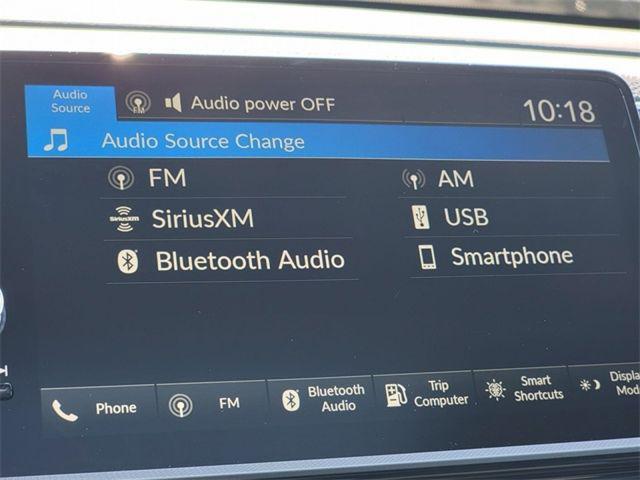 Audio
Source
FM
Audio power OFF
10:18
Audio Source Change
FM
AM
SiriusXM
SiriusXM
USB
Bluetooth Audio
Smartphone
Phone
FM
Bluetooth
Audio
Trip
Computer
Smart
Shortcuts
Displa
Mod